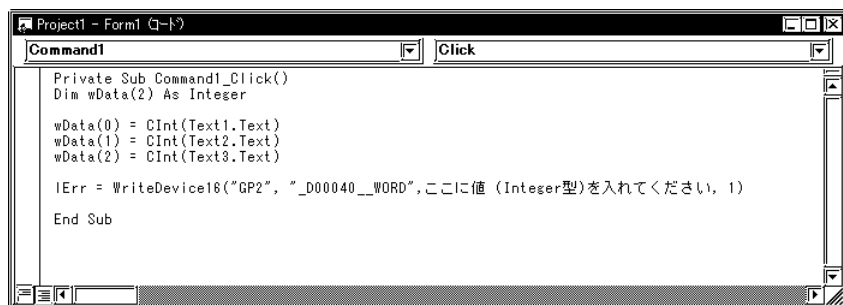 Project1 - Form1 (コード)
Command1 Click
Private Sub Command1_Click()
Dim wData(2) As Integer
wData(0) = CInt(Text1.Text)
wData(1) = CInt(Text2.Text)
wData(2) = CInt(Text3.Text)
lErr = WriteDevice16("GP2", "_D00040__WORD",ここに値 (Integer型)を入れてください, 1)
End Sub